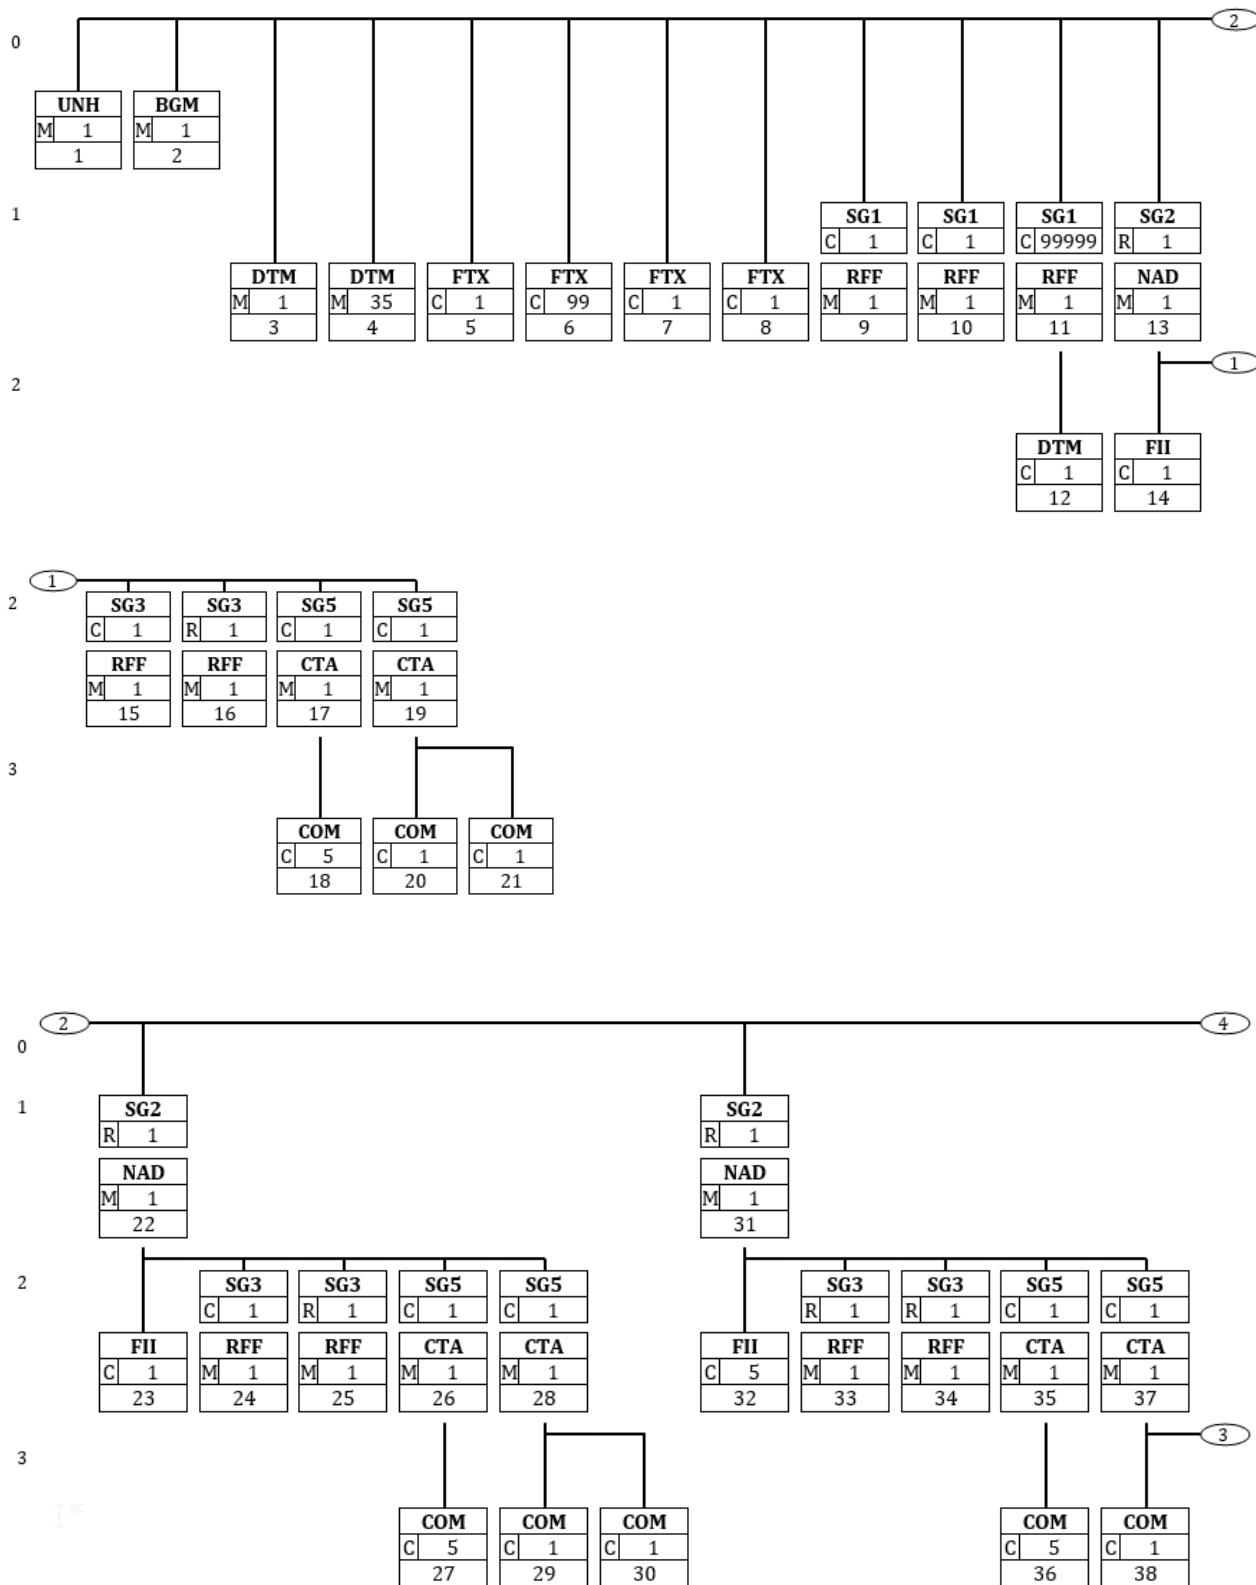 2
0
UNH BGM
M 1 M 1
1 2
1
SG1 SG1 SG1 SG2
C 1 C 1 C 99999 R 1
DTM DTM FTX FTX FTX FTX RFF RFF RFF NAD
M 1 M 35 C 1 C 99 C 1 C 1 M 1 M 1 M 1 M 1
3 4 5 6 7 8 9 10 11 13
1
2
DTM FII
C 1 C 1
12 14
1
2
SG3 SG3 SG5 SG5
C 1 R 1 C 1 C 1
RFF RFF CTA CTA
M 1 M 1 M 1 M 1
15 16 17 19
3
COM COM COM
C 5 C 1 C 1
18 20 21
2 4
0
1
SG2 SG2
R 1 R 1
NAD NAD
M 1 M 1
22 31
2
SG3 SG3 SG5 SG5 SG3 SG3 SG5 SG5
C 1 R 1 C 1 C 1 R 1 R 1 C 1 C 1
FII RFF RFF CTA CTA FII RFF RFF CTA CTA
C 1 M 1 M 1 M 1 M 1 C 5 M 1 M 1 M 1 M 1
23 24 25 26 28 32 33 34 35 37
3
3
COM COM COM COM COM
C 5 C 1 C 1 C 5 C 1
27 29 30 36 38